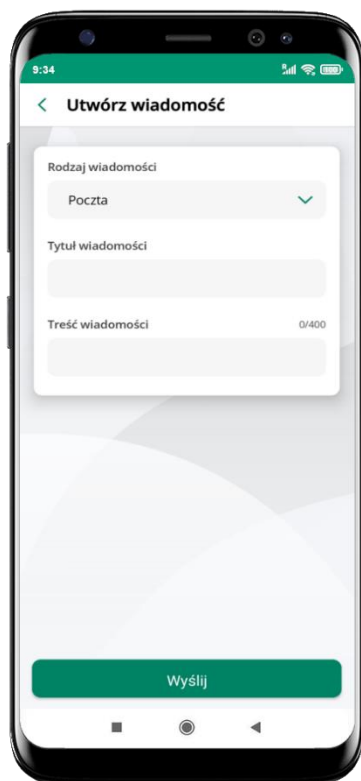 9:34
Utwórz wiadomość
Rodzaj wiadomości
Poczta
Tytuł wiadomości
Treść wiadomości 0/400
Wyślij